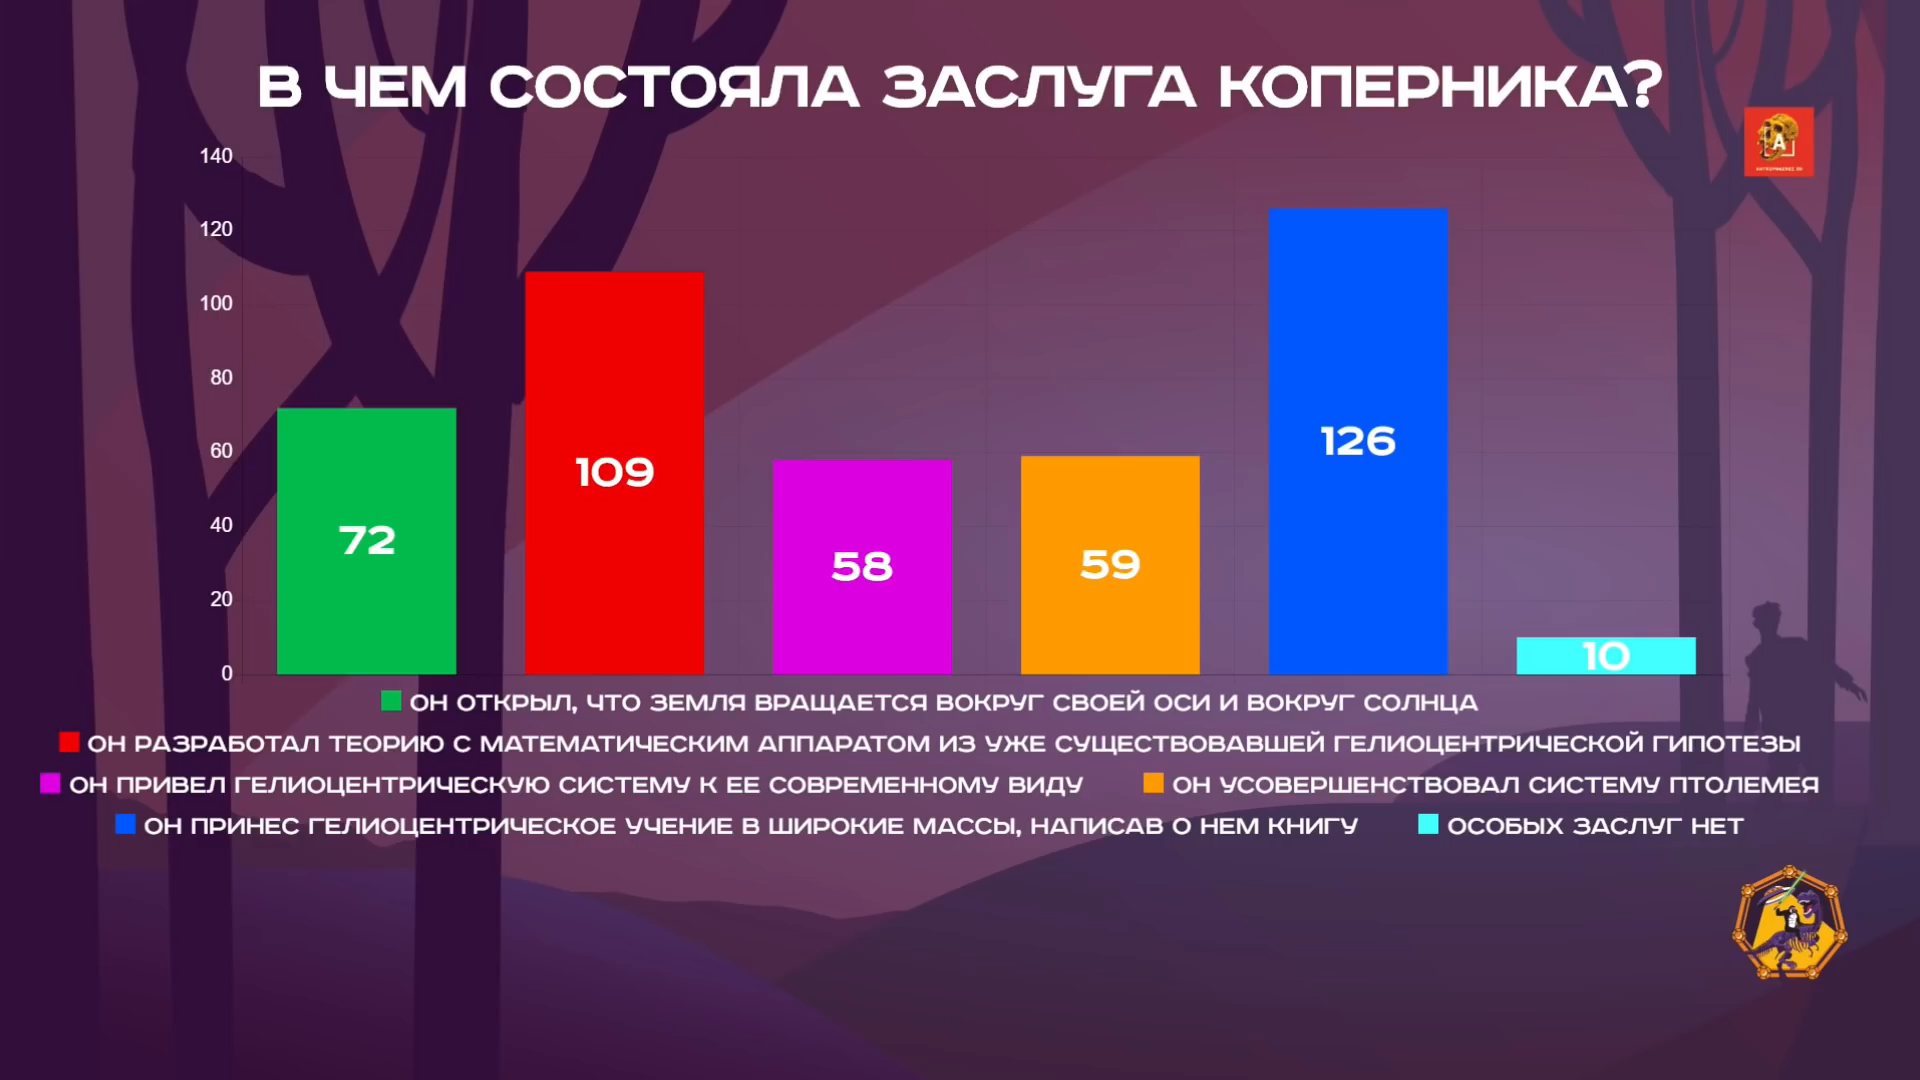 В ЧЕМ СОСТОЯЛА ЗАСЛУГА КОПЕРНИКА?
A
140
120
100
80
60
40
20
0
72
109
58
59
126
10
ОН ОТКРЫЛ, ЧТО ЗЕМЛЯ ВРАЩАЕТСЯ ВОКРУГ СВОЕЙ ОСИ И ВОКРУГ СОЛНЦА
ОН РАЗРАБОТАЛ ТЕОРИЮ С МАТЕМАТИЧЕСКИМ АППАРАТОМ ИЗ УЖЕ СУЩЕСТВОВАВШЕЙ ГЕЛИОЦЕНТРИЧЕСКОЙ ГИПОТЕЗЫ
ОН ПРИВЕЛ ГЕЛИОЦЕНТРИЧЕСКУЮ СИСТЕМУ К ЕЕ СОВРЕМЕННОМУ ВИДУ ОН УСОВЕРШЕНСТВОВАЛ СИСТЕМУ ПТОЛЕМЕЯ
ОН ПРИНЕС ГЕЛИОЦЕНТРИЧЕСКОЕ УЧЕНИЕ В ШИРОКИЕ МАССЫ, НАПИСАВ О НЕМ КНИГУ ОСОБЫХ ЗАСЛУГ НЕТ